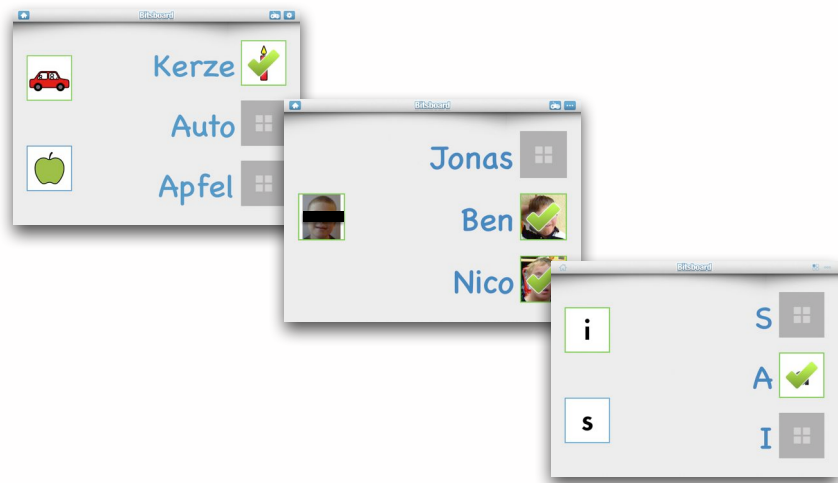 Bitsboard
Kerze
Auto
Apfel
Bitsboard
Jonas
Ben
Nico
Bitsboard
i
s
S
A
I